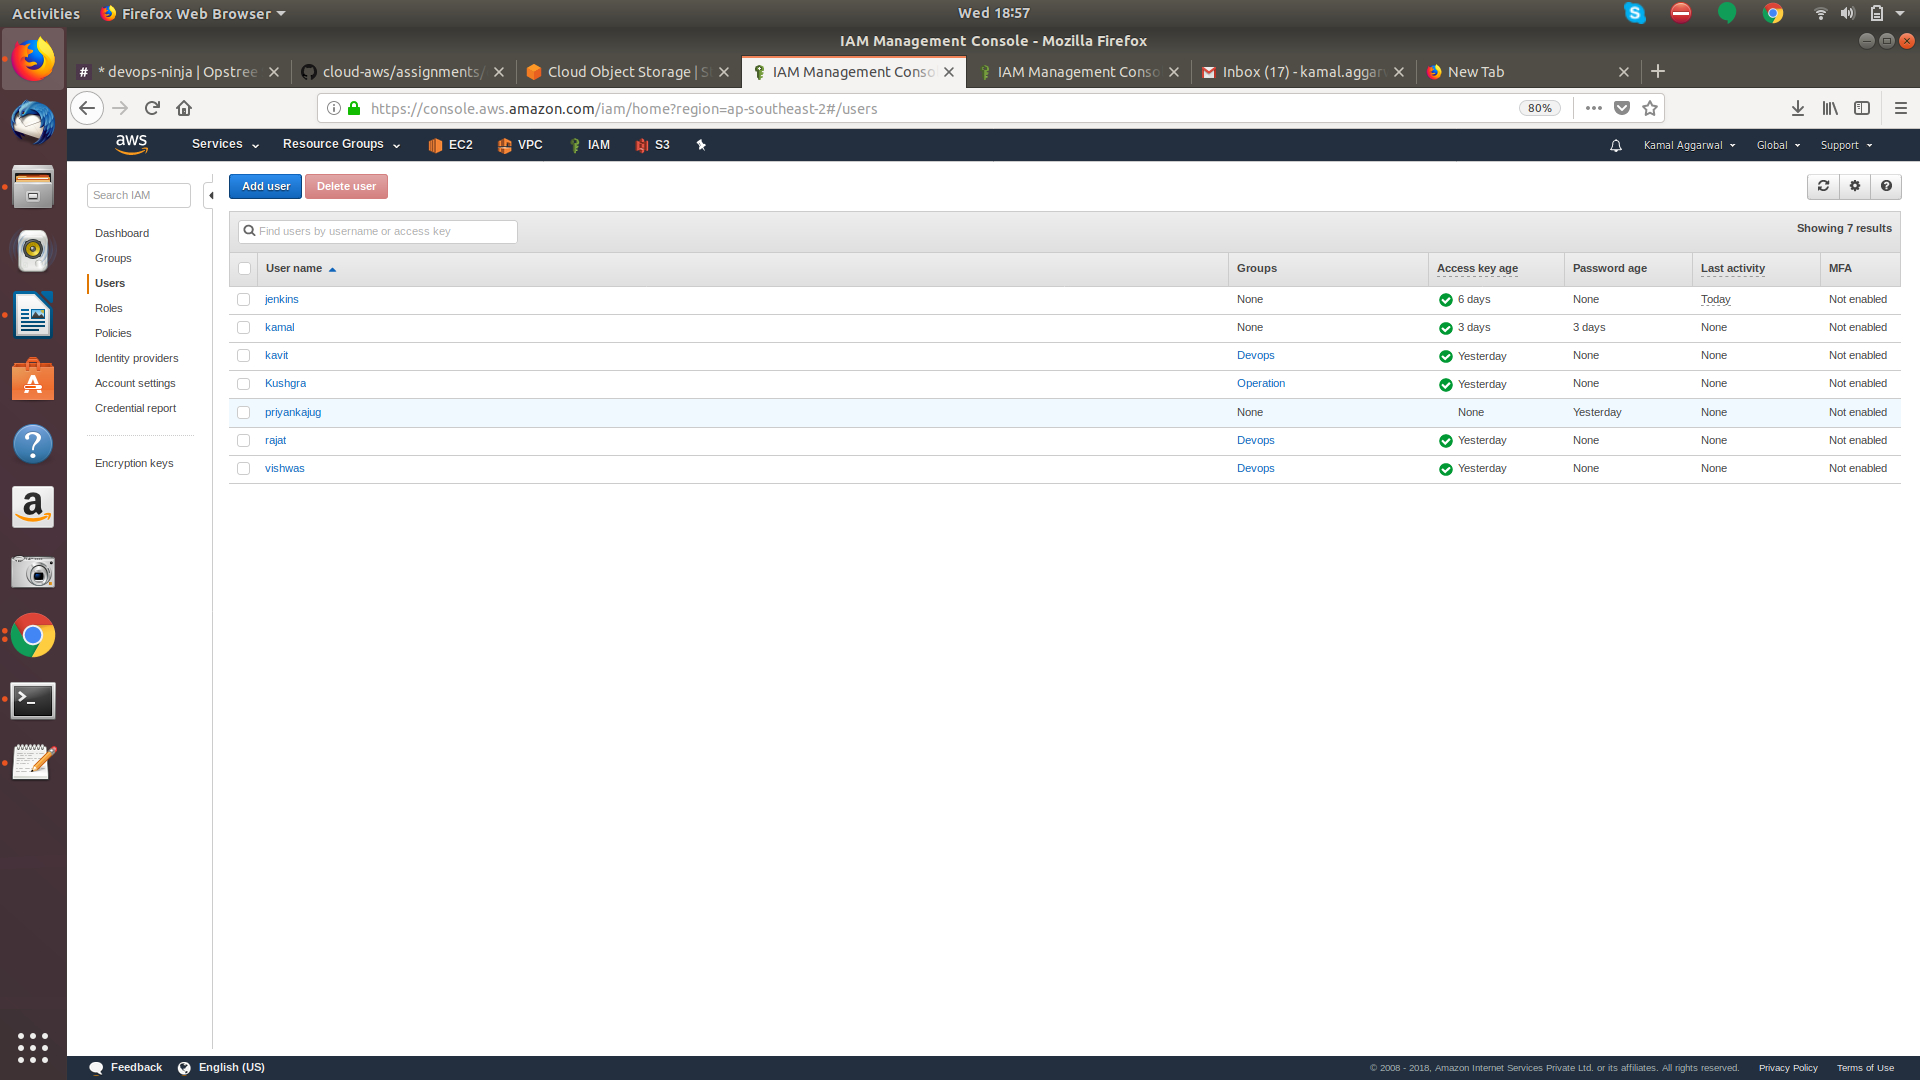 Activities
Firefox Web Browser
Wed 18:57
IAM Management Console - Mozilla Firefox
* devops-ninja | Opstree
cloud-aws/assignments/
Cloud Object Storage | S
IAM Management Conso
IAM Management Conso
Inbox (17) - kamal.aggarw
New Tab
https://console.aws.amazon.com/iam/home?region=ap-southeast-2#/users
80%
aws
Services
Resource Groups
EC2
VPC
IAM
S3
Kamal Aggarwal
Global
Support
Search IAM
Dashboard
Groups
Users
Roles
Policies
Identity providers
Account settings
Credential report
Encryption keys
Add user
Delete user
Find users by username or access key
Showing 7 results
User name Groups Access key age Password age Last activity MFA
jenkins None 6 days None Today Not enabled
kamal None 3 days 3 days None Not enabled
kavit Devops Yesterday None None Not enabled
Kushgra Operation Yesterday None None Not enabled
priyankajug None None Yesterday None Not enabled
rajat Devops Yesterday None None Not enabled
vishwas Devops Yesterday None None Not enabled
Feedback
English (US)
© 2008 - 2018, Amazon Internet Services Private Ltd. or its affiliates. All rights reserved.
Privacy Policy
Terms of Use